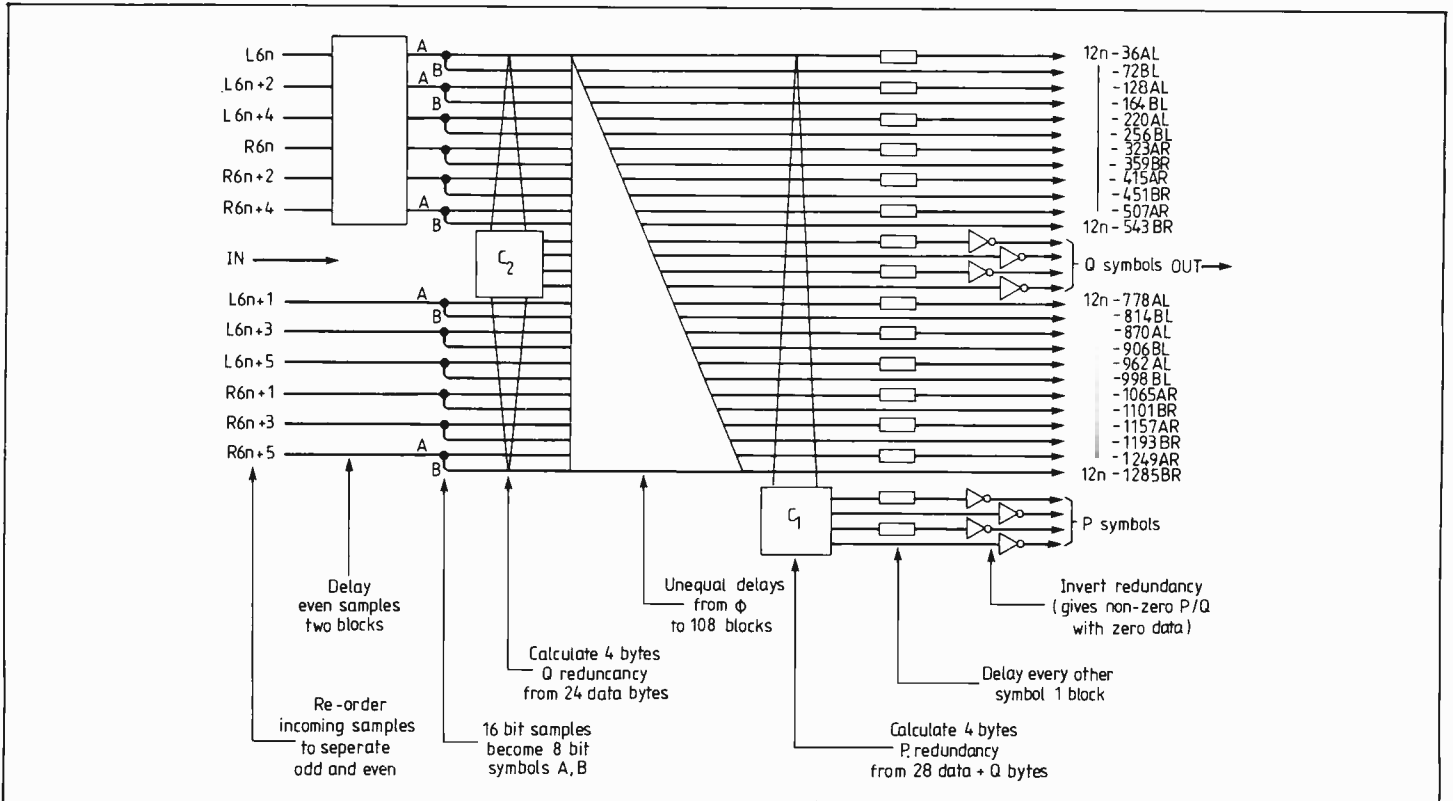 L6n
L6n+2
L6n+4
R6n
R6n+2
R6n+4
IN
L6n+1
L6n+3
L6n+5
R6n+1
R6n+3
R6n+5
A
B
A
B
A
B
A
B
A
B
C2
C1
12n-36AL
-72BL
-128AL
-164BL
-220AL
-256BL
-323AR
-359BR
-415AR
-451BR
-507AR
12n-543BR
Q symbols OUT
12n-778AL
-814BL
-870AL
-906BL
-962AL
-998BL
-1065AR
-1101BR
-1157AR
-1193BR
-1249AR
12n-1285BR
P symbols
Delay
even samples
two blocks
Unequal delays
from Φ
to 108 blocks
Invert redundancy
(gives non-zero P/Q
with zero data)
Calculate 4 bytes
Q reduncancy
from 24 data bytes
Delay every other
symbol 1 block
Re-order
incoming samples
to seperate
odd and even
16 bit samples
become 8 bit
symbols A, B
Calculate 4 bytes
P. redundancy
from 28 data + Q bytes